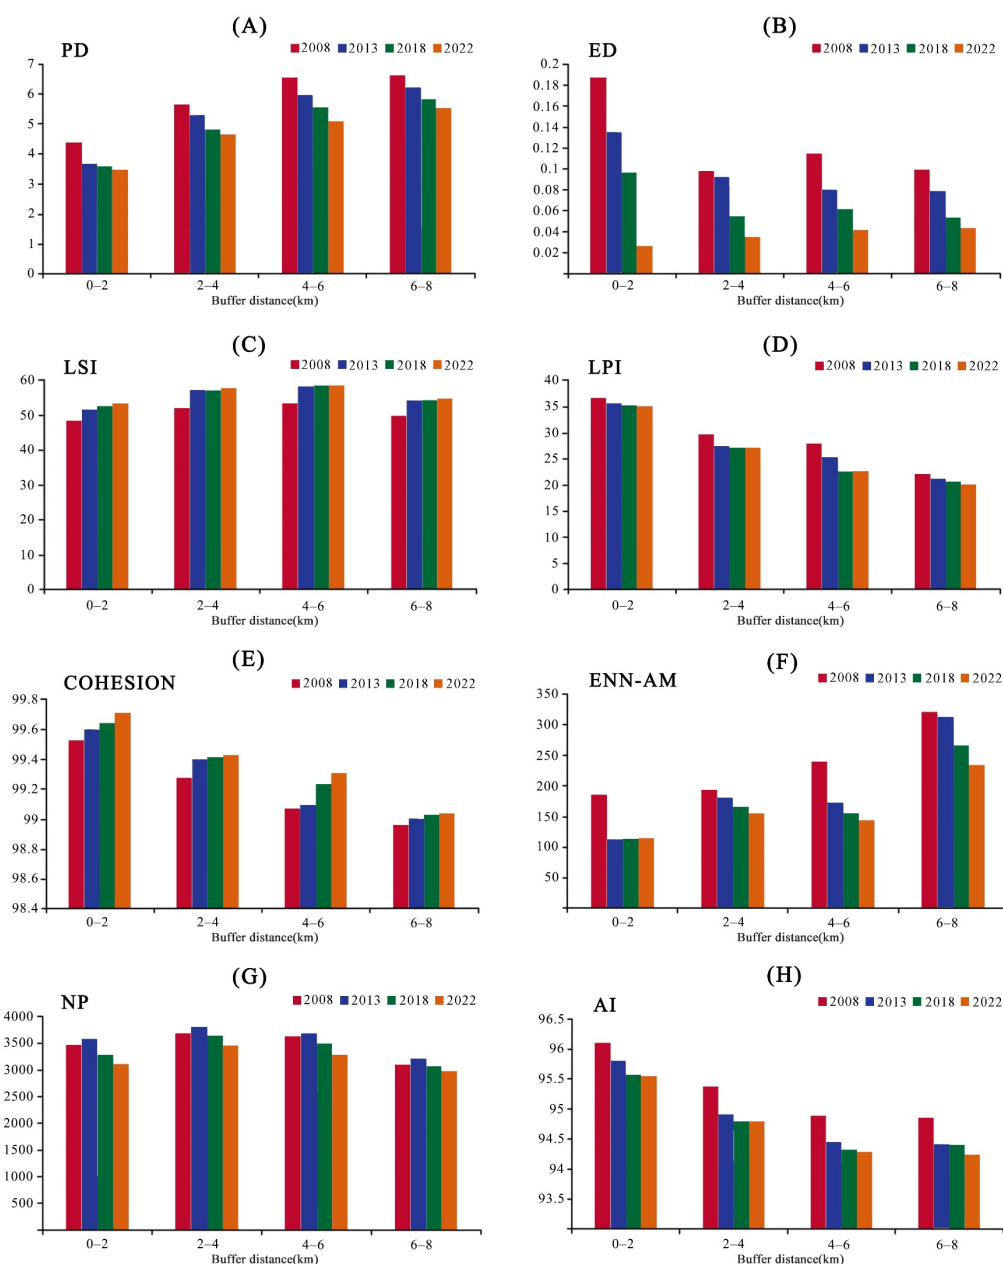 (A)
PD
2008 2013 2018 2022
7
6
5
4
3
2
1
0
0–2 2–4 4–6 6–8
Buffer distance(km)
(B)
ED
2008 2013 2018 2022
0.2
0.18
0.16
0.14
0.12
0.1
0.08
0.06
0.04
0.02
0–2 2–4 4–6 6–8
Buffer distance(km)
(C)
LSI
2008 2013 2018 2022
60
50
40
30
20
10
0
0–2 2–4 4–6 6–8
Buffer distance(km)
(D)
LPI
2008 2013 2018 2022
40
35
30
25
20
15
10
5
0
0–2 2–4 4–6 6–8
Buffer distance(km)
(E)
COHESION
2008 2013 2018 2022
99.8
99.6
99.4
99.2
99
98.8
98.6
98.4
0–2 2–4 4–6 6–8
Buffer distance(km)
(F)
ENN-AM
2008 2013 2018 2022
350
300
250
200
150
100
50
0–2 2–4 4–6 6–8
Buffer distance(km)
(G)
NP
2008 2013 2018 2022
4000
3500
3000
2500
2000
1500
1000
500
0–2 2–4 4–6 6–8
Buffer distance(km)
(H)
AI
2008 2013 2018 2022
96.5
96
95.5
95
94.5
94
93.5
0–2 2–4 4–6 6–8
Buffer distance(km)